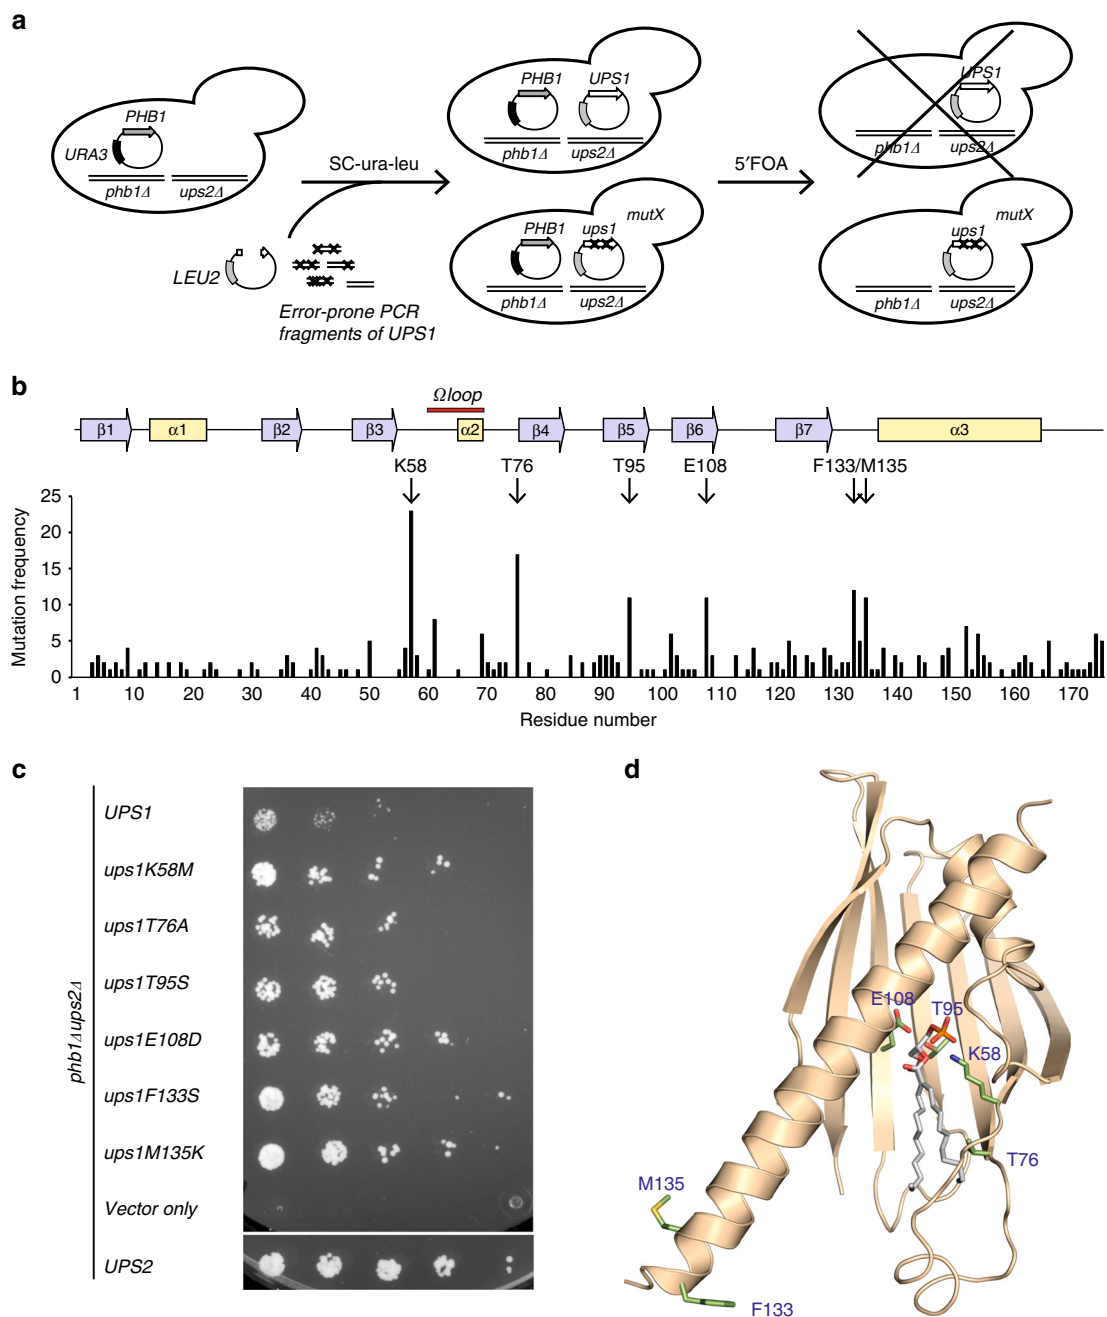 a
PHB1
URA3
phb1Δ ups2Δ
SC-ura-leu
LEU2
Error-prone PCR
fragments of UPS1
PHB1 UPS1
phb1Δ ups2Δ
mutX
PHB1 ups1
phb1Δ ups2Δ
5′FOA
UPS1
phb1Δ ups2Δ
mutX
ups1
phb1Δ ups2Δ
b
Ωloop
β1 α1 β2 β3 α2 β4 β5 β6 β7 α3
K58 T76 T95 E108 F133/M135
Mutation frequency
25
20
15
10
5
0
1 10 20 30 40 50 60 70 80 90 100 110 120 130 140 150 160 170
Residue number
c
phb1Δups2Δ
UPS1
ups1K58M
ups1T76A
ups1T95S
ups1E108D
ups1F133S
ups1M135K
Vector only
UPS2
d
E108
T95
K58
T76
M135
F133